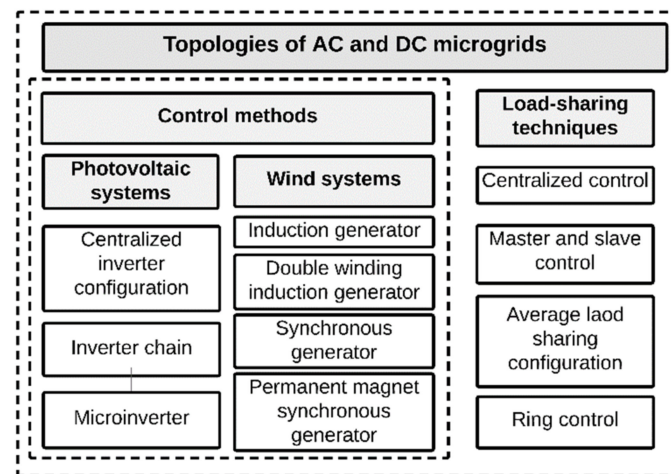 Topologies of AC and DC microgrids
Control methods
Photovoltaic
systems
Centralized
inverter
configuration
Inverter chain
Microinverter
Wind systems
Induction generator
Double winding
induction generator
Synchronous
generator
Permanent magnet
synchronous
generator
Load-sharing
techniques
Centralized control
Master and slave
control
Average laod
sharing
configuration
Ring control